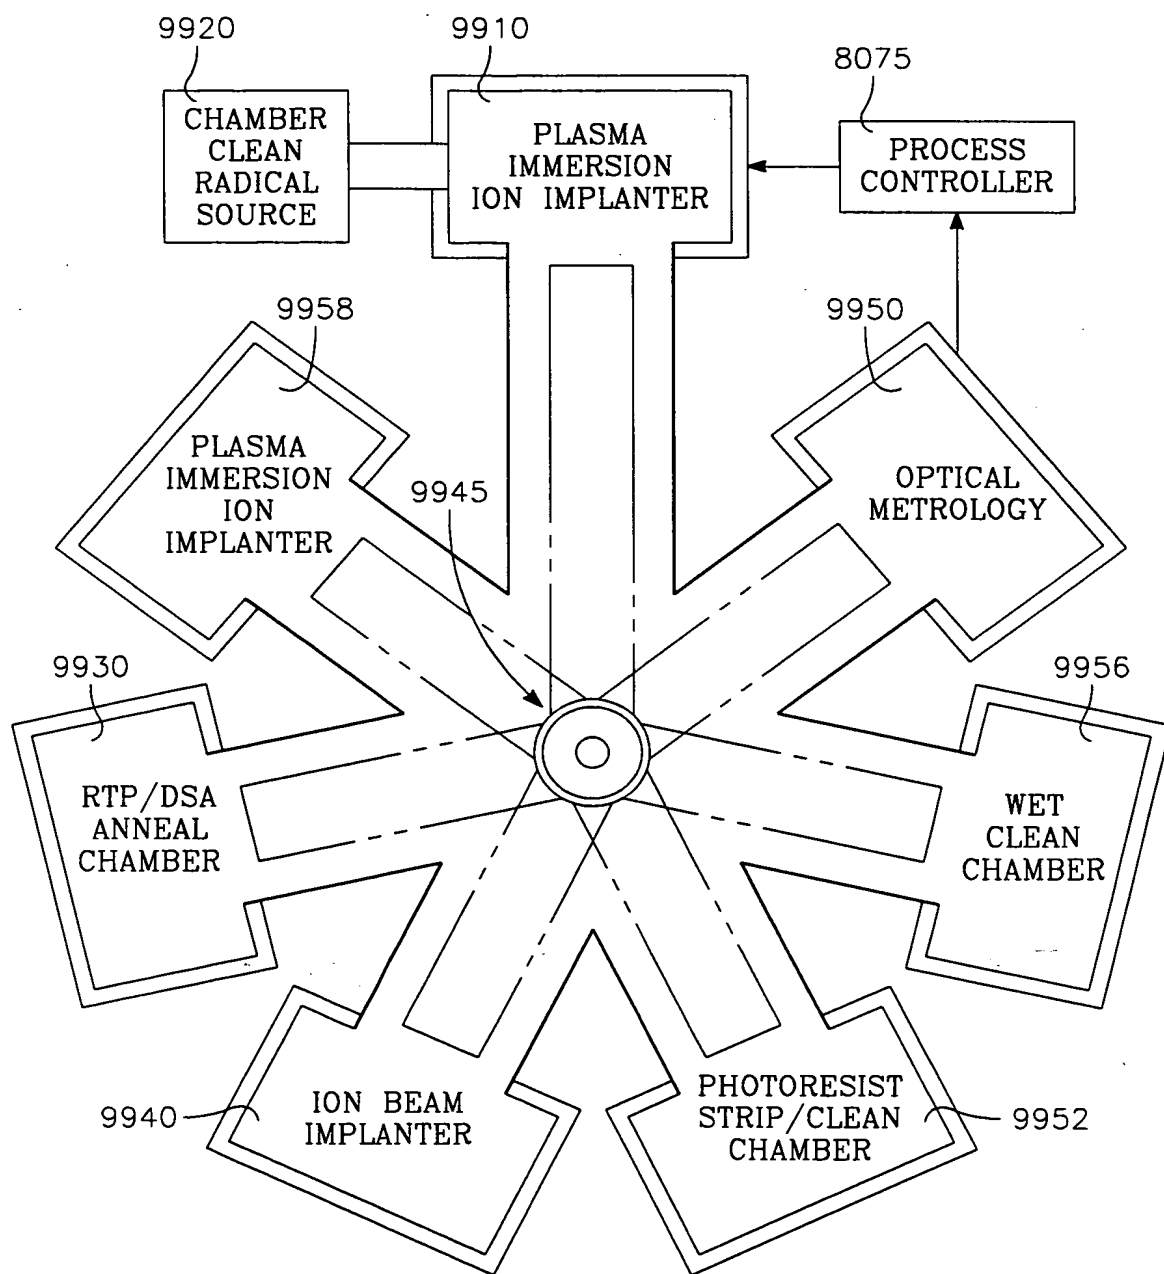 9920
9910
8075
CHAMBER
CLEAN
RADICAL
SOURCE
PLASMA
IMMERSION
ION IMPLANTER
PROCESS
CONTROLLER
9958
9950
PLASMA
IMMERSION
ION
IMPLANTER
9945
OPTICAL
METROLOGY
9930
9956
RTP/DSA
ANNEAL
CHAMBER
WET
CLEAN
CHAMBER
9940
ION BEAM
IMPLANTER
PHOTORESIST
STRIP/CLEAN
CHAMBER
9952